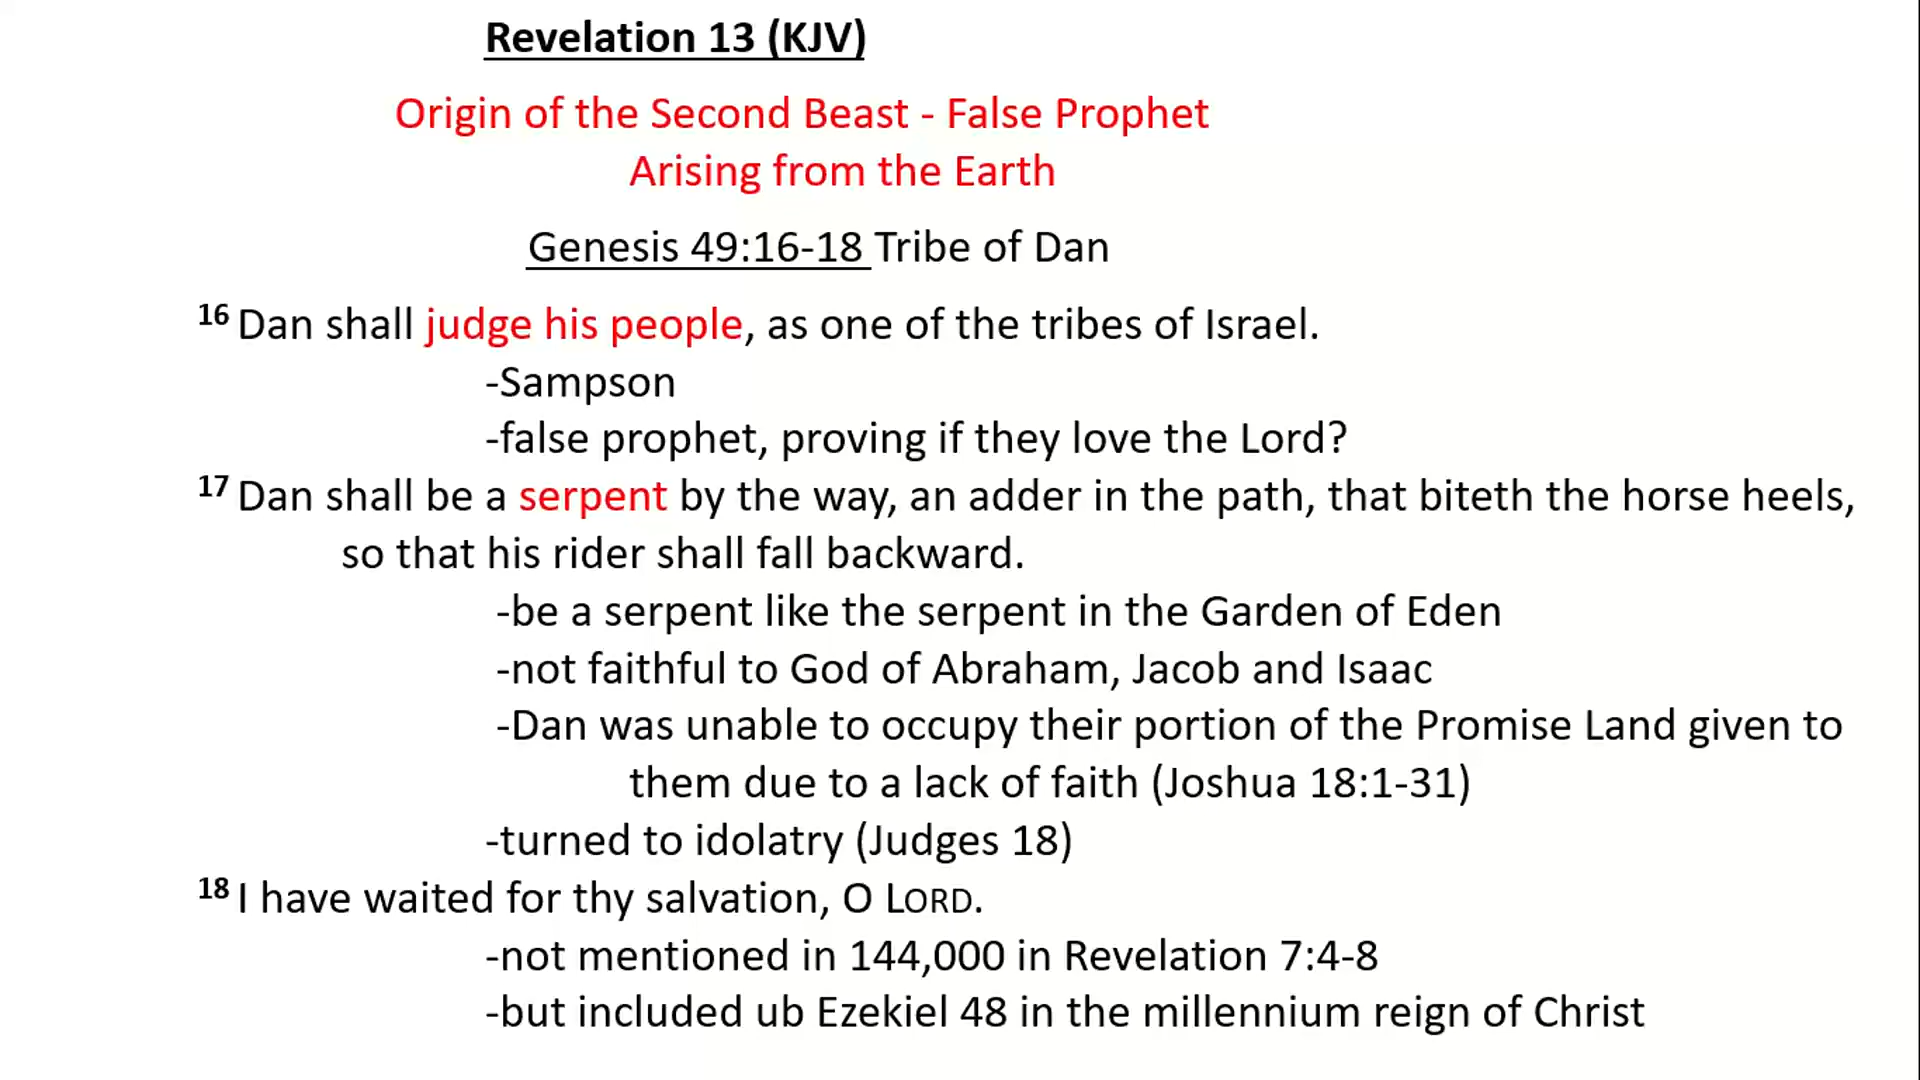 Revelation 13 (KJV)
Origin of the Second Beast - False Prophet
Arising from the Earth
Genesis 49:16-18 Tribe of Dan
16 Dan shall judge his people, as one of the tribes of Israel.
-Sampson
-false prophet, proving if they love the Lord?
17 Dan shall be a serpent by the way, an adder in the path, that biteth the horse heels,
so that his rider shall fall backward.
-be a serpent like the serpent in the Garden of Eden
-not faithful to God of Abraham, Jacob and Isaac
-Dan was unable to occupy their portion of the Promise Land given to
them due to a lack of faith (Joshua 18:1-31)
-turned to idolatry (Judges 18)
18 I have waited for thy salvation, O LORD.
-not mentioned in 144,000 in Revelation 7:4-8
-but included ub Ezekiel 48 in the millennium reign of Christ